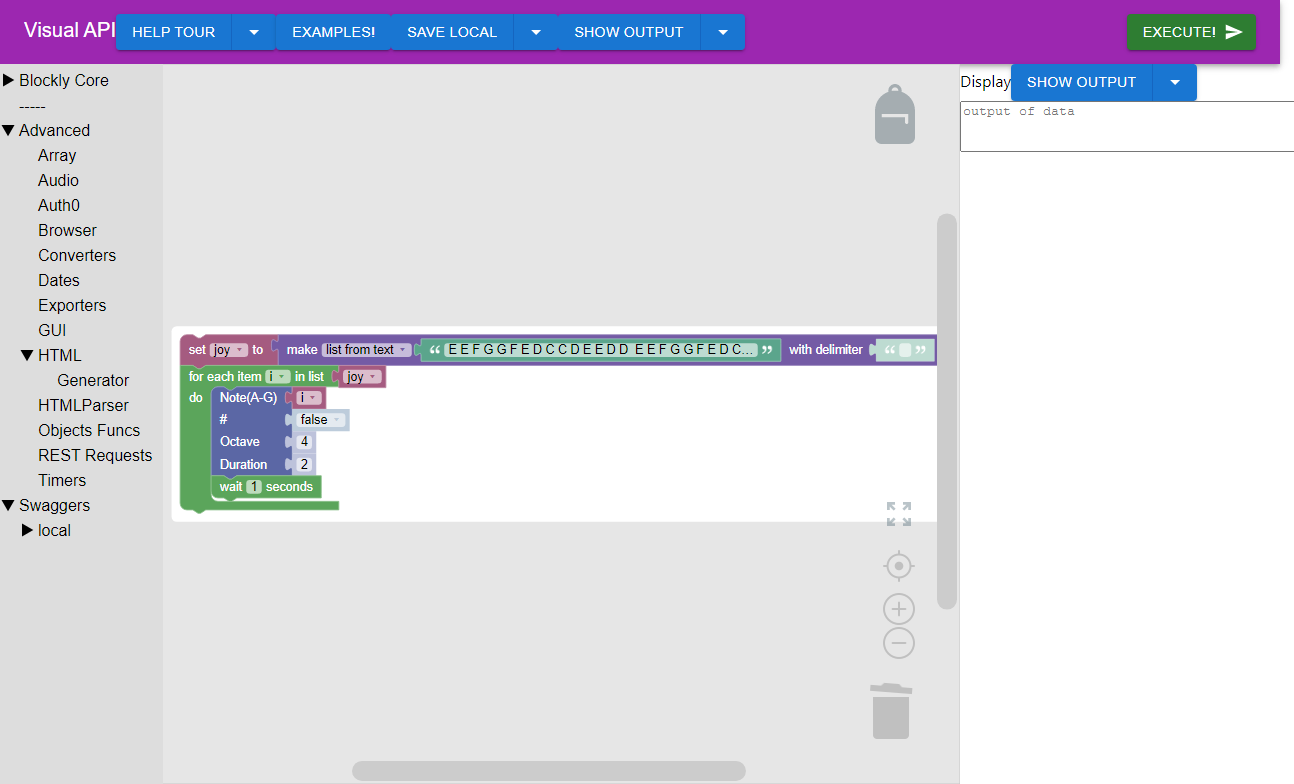 Visual API HELP TOUR EXAMPLES! SAVE LOCAL SHOW OUTPUT EXECUTE!
Blockly Core
-----
Advanced
Array
Audio
Auth0
Browser
Converters
Dates
Exporters
GUI
HTML
Generator
HTMLParser
Objects Funcs
REST Requests
Timers
Swaggers
local
set joy to make list from text “ E E F G G F E D C C D E E D D E E F G G F E D C... ” with delimiter “ ”
for each item i in list joy
do Note(A-G) i
# false
Octave 4
Duration 2
wait 1 seconds
Display SHOW OUTPUT
output of data